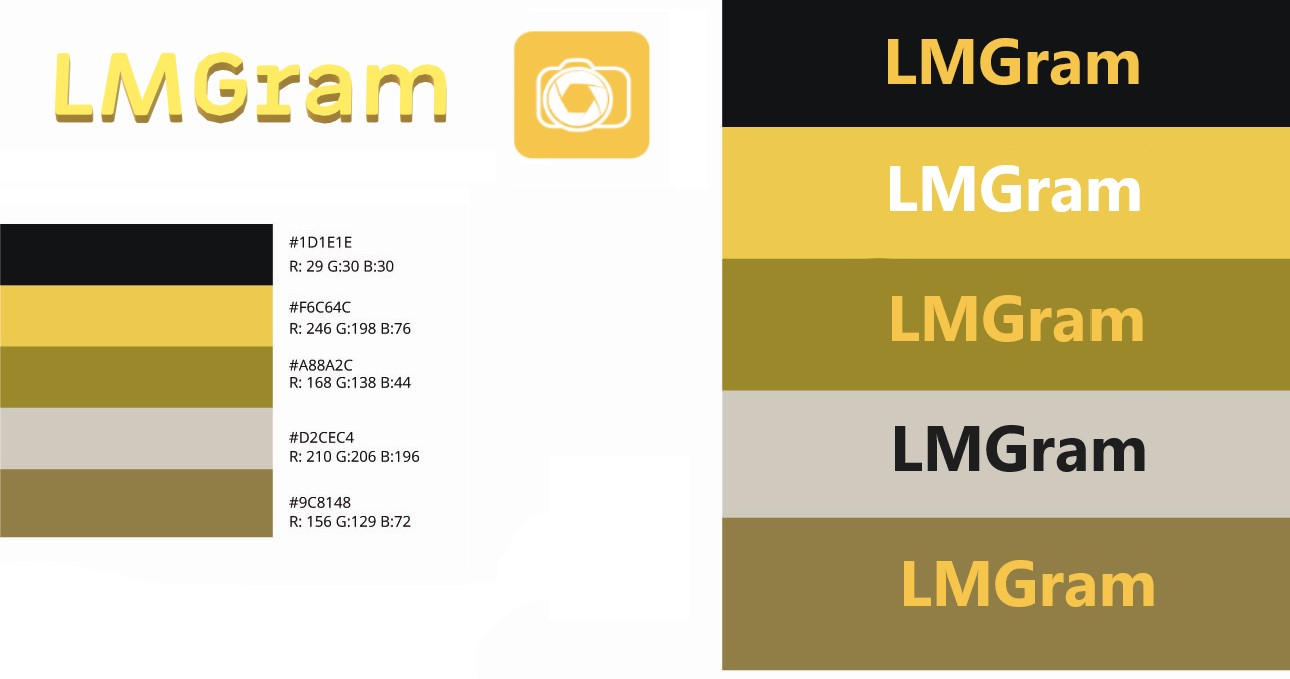 LMGram
#1D1E1E
R: 29 G:30 B:30
#F6C64C
R: 246 G:198 B:76
#A88A2C
R: 168 G:138 B:44
#D2CEC4
R: 210 G:206 B:196
#9C8148
R: 156 G:129 B:72
LMGram
LMGram
LMGram
LMGram
LMGram